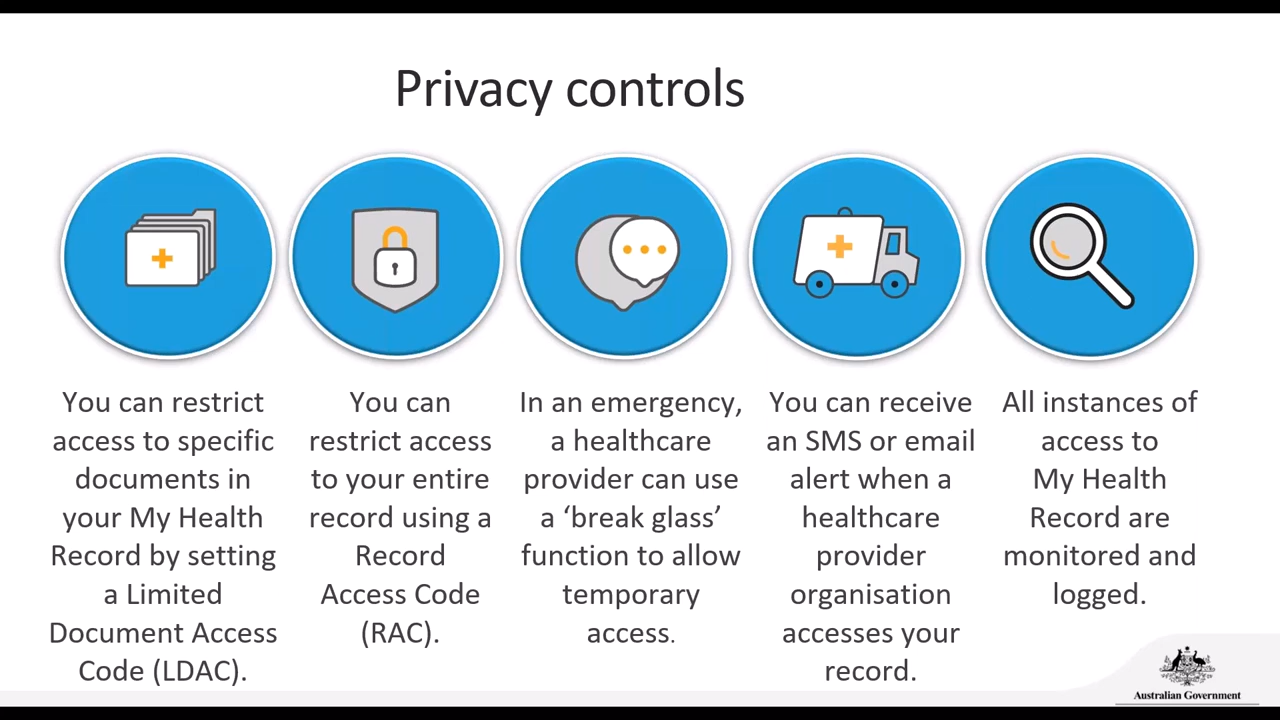 Privacy controls
You can restrict
access to specific
documents in
your My Health
Record by setting
a Limited
Document Access
Code (LDAC).
You can
restrict access
to your entire
record using a
Record
Access Code
(RAC).
In an emergency,
a healthcare
provider can use
a ‘break glass’
function to allow
temporary
access.
You can receive
an SMS or email
alert when a
healthcare
provider
organisation
accesses your
record.
All instances of
access to
My Health
Record are
monitored and
logged.
Australian Government